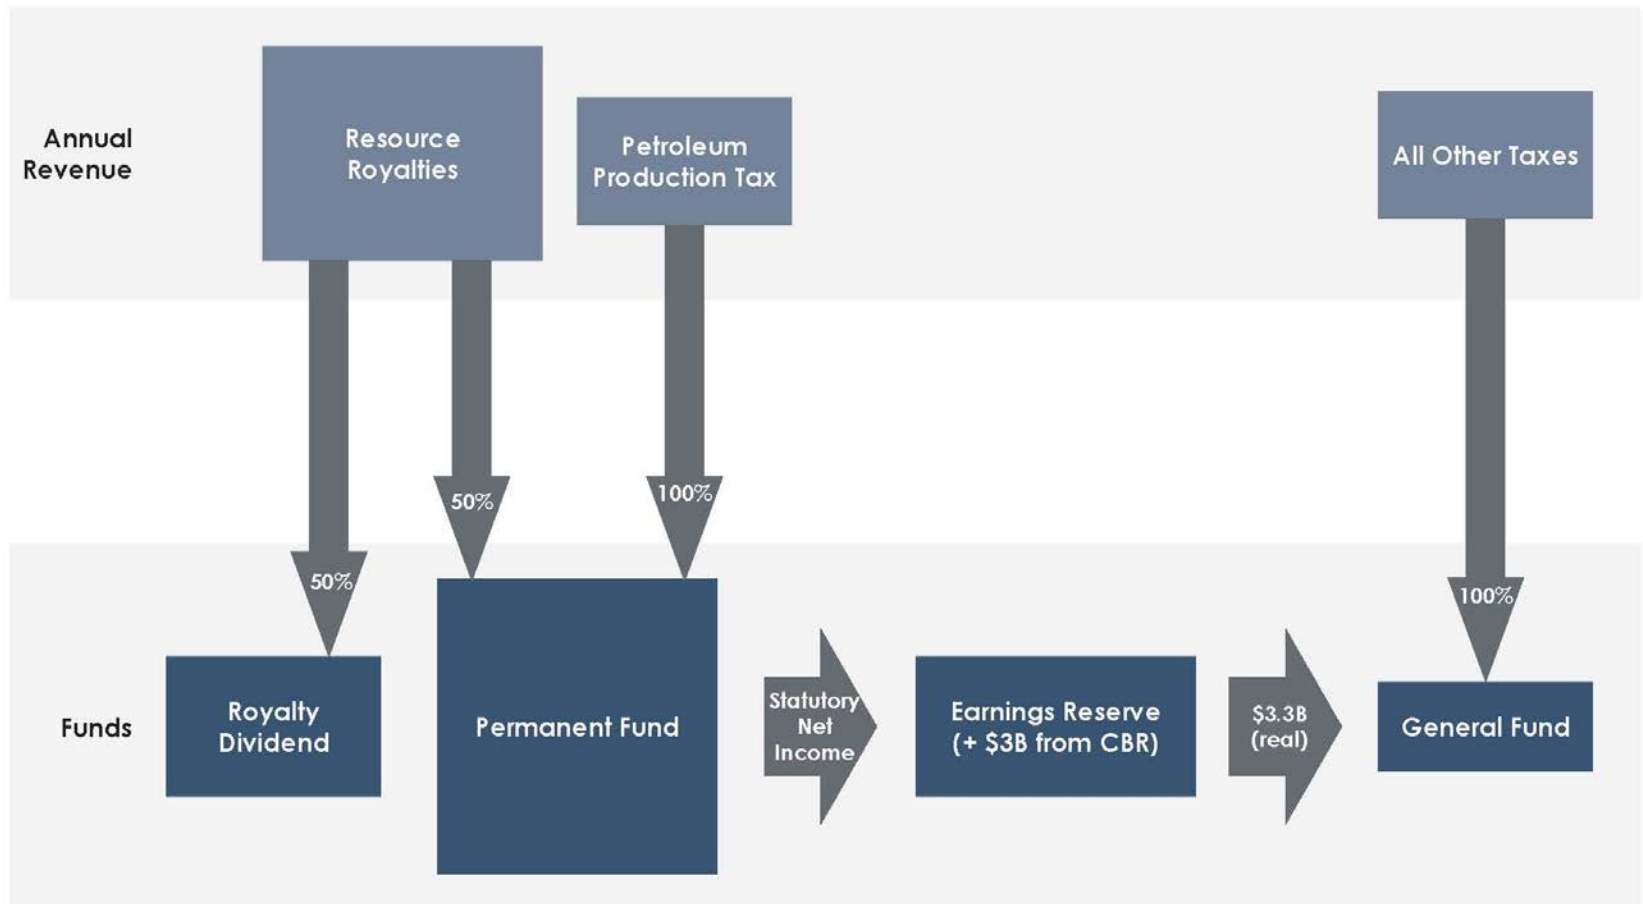 Annual
Revenue
Resource
Royalties
Petroleum
Production Tax
All Other Taxes
50%
50%
100%
100%
Funds
Royalty
Dividend
Permanent Fund
Statutory
Net
Income
Earnings Reserve
(+ $3B from CBR)
$3.3B
(real)
General Fund